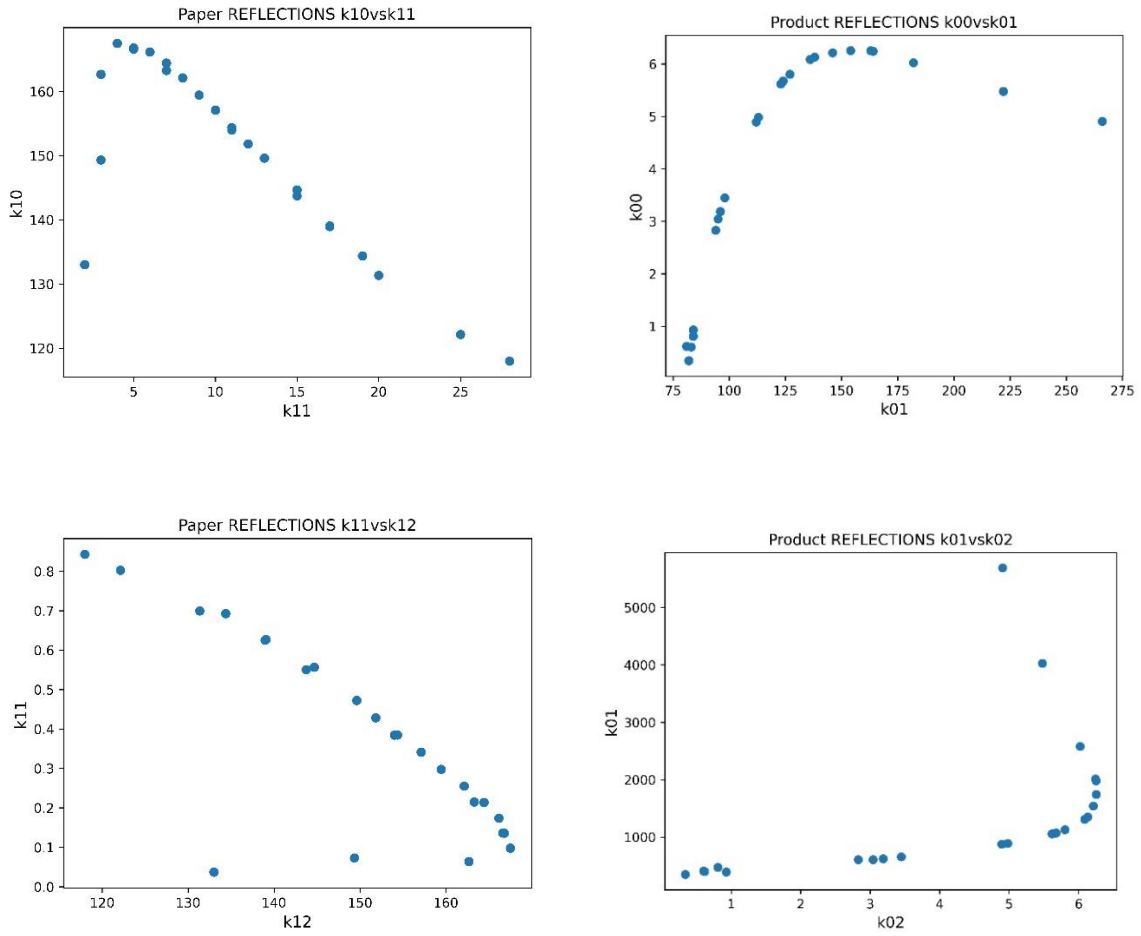 Paper REFLECTIONS k10vsk11
160
150
140
130
120
k10
5 10 15 20 25
k11
Product REFLECTIONS k00vsk01
6
5
4
3
2
1
k00
75 100 125 150 175 200 225 250 275
k01
Paper REFLECTIONS k11vsk12
0.8
0.7
0.6
0.5
0.4
0.3
0.2
0.1
0.0
k11
120 130 140 150 160
k12
Product REFLECTIONS k01vsk02
5000
4000
3000
2000
1000
k01
1 2 3 4 5 6
k02